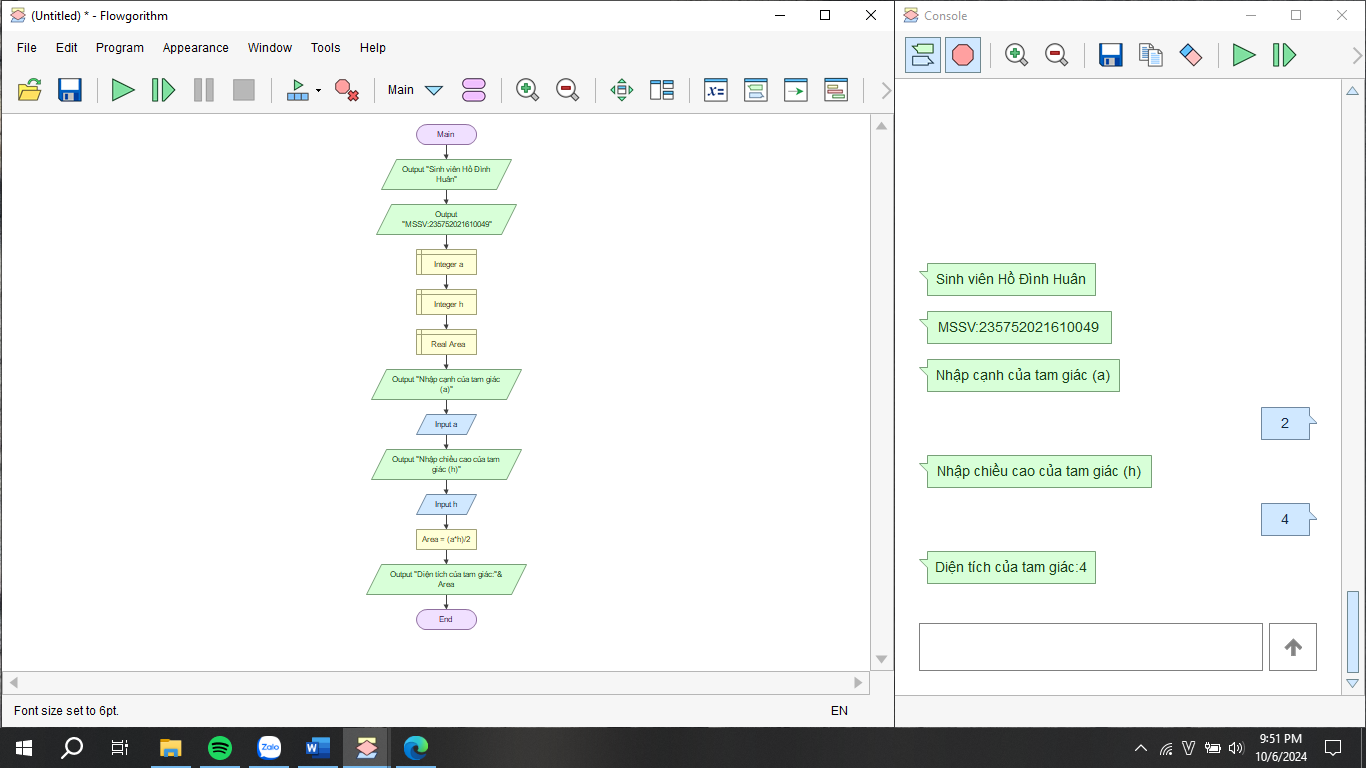 (Untitled) * - Flowgorithm
File Edit Program Appearance Window Tools Help
Main
Main
Output "Sinh viên Hồ Đình
Huân"
Output
"MSSV:235752021610049"
Integer a
Integer h
Real Area
Output "Nhập cạnh của tam giác
(a)"
Input a
Output "Nhập chiều cao của tam
giác (h)"
Input h
Area = (a*h)/2
Output "Diện tích của tam giác:"&
Area
End
Font size set to 6pt.
EN
Console
Sinh viên Hồ Đình Huân
MSSV:235752021610049
Nhập cạnh của tam giác (a)
2
Nhập chiều cao của tam giác (h)
4
Diện tích của tam giác:4
Zalo
9:51 PM
10/6/2024